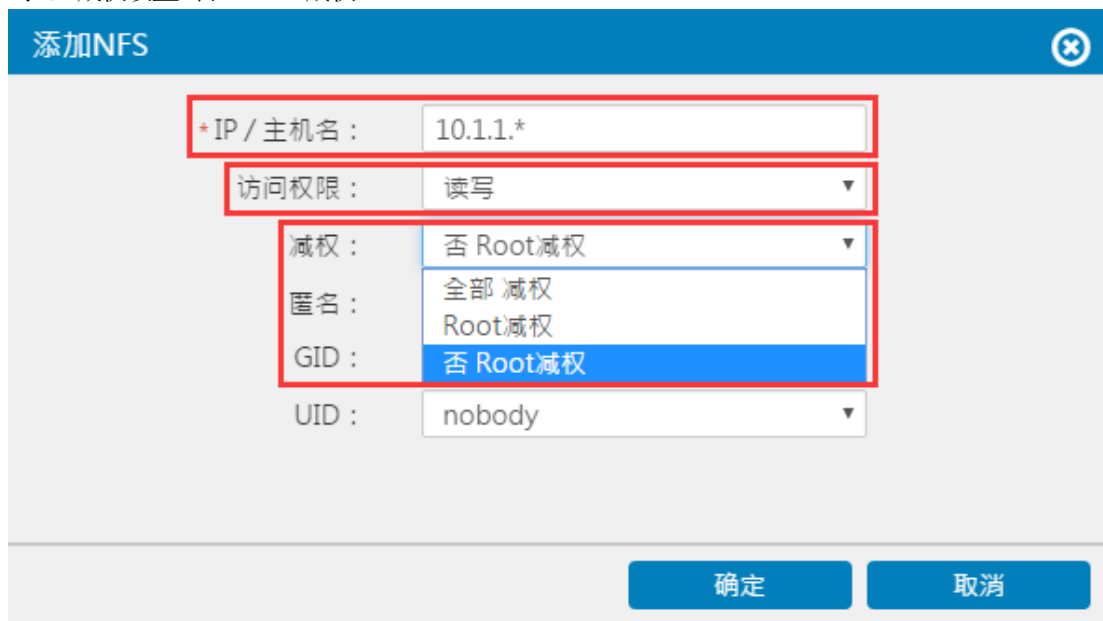 添加NFS
*IP / 主机名： 10.1.1.*
访问权限： 读写
减权： 否 Root减权
全部 减权
匿名：
Root减权
GID： 否 Root减权
UID： nobody
确定 取消